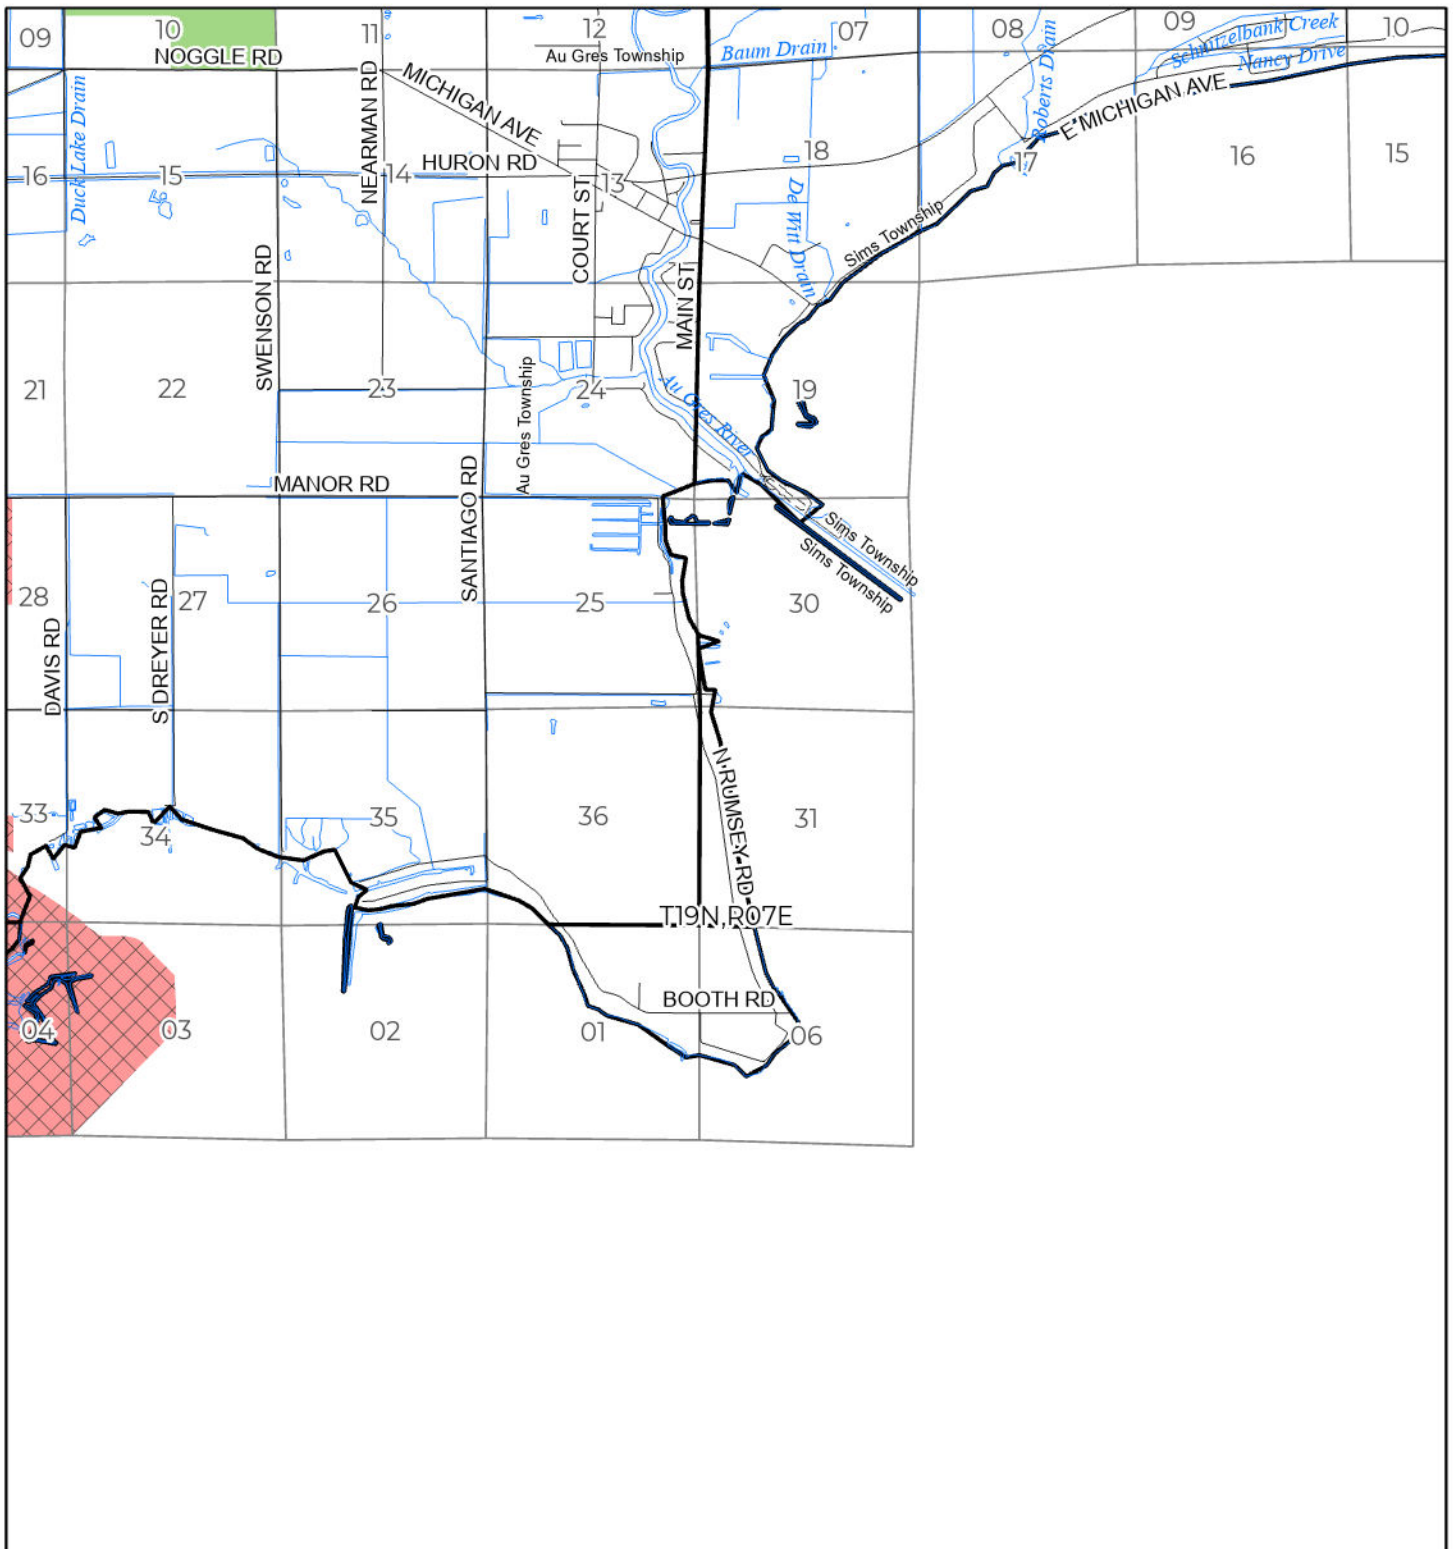 09
10
11
12
07
08
09
10
NOGGLE RD
Au Gres Township
Baum Drain
Schnitzelbank Creek
Nancy Drive
Roberts Drain
E MICHIGAN AVE
Duck Lake Drain
NEARMAN RD
MICHIGAN AVE
HURON RD
16
15
14
13
18
17
16
15
COURT ST
De Witt Drain
Sims Township
SWENSON RD
MAIN ST
21
22
23
24
19
Au Gres Township
Au Gres River
MANOR RD
SANTIAGO RD
Sims Township
Sims Township
28
27
26
25
30
DAVIS RD
S DREYER RD
N RUMSEY RD
33
34
35
36
31
T19N,R07E
BOOTH RD
04
03
02
01
06